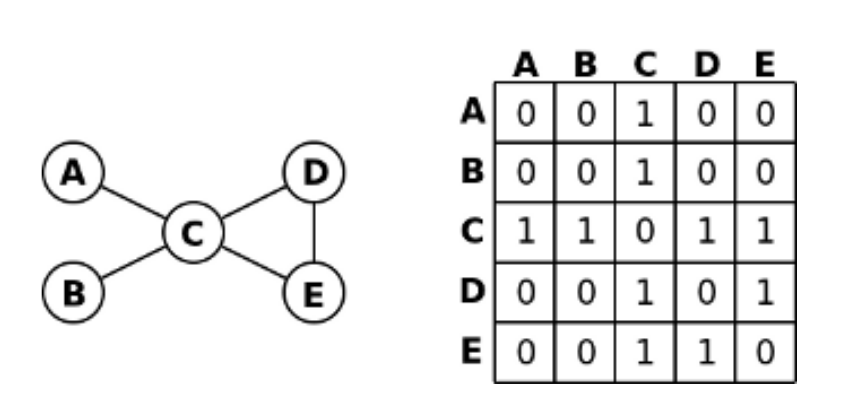 A
D
C
B
E
A B C D E
A 0 0 1 0 0
B 0 0 1 0 0
C 1 1 0 1 1
D 0 0 1 0 1
E 0 0 1 1 0